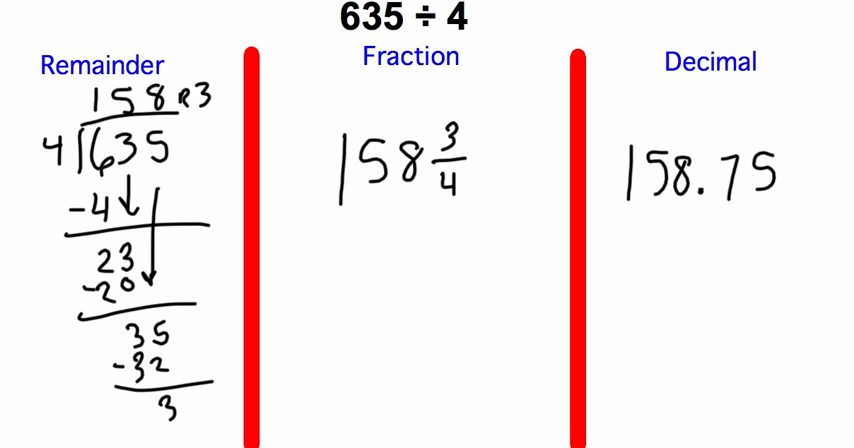 635 ÷ 4
Remainder
158 R3
4 635
-4
23
-20
35
-32
3
Fraction
158 3/4
Decimal
158.75